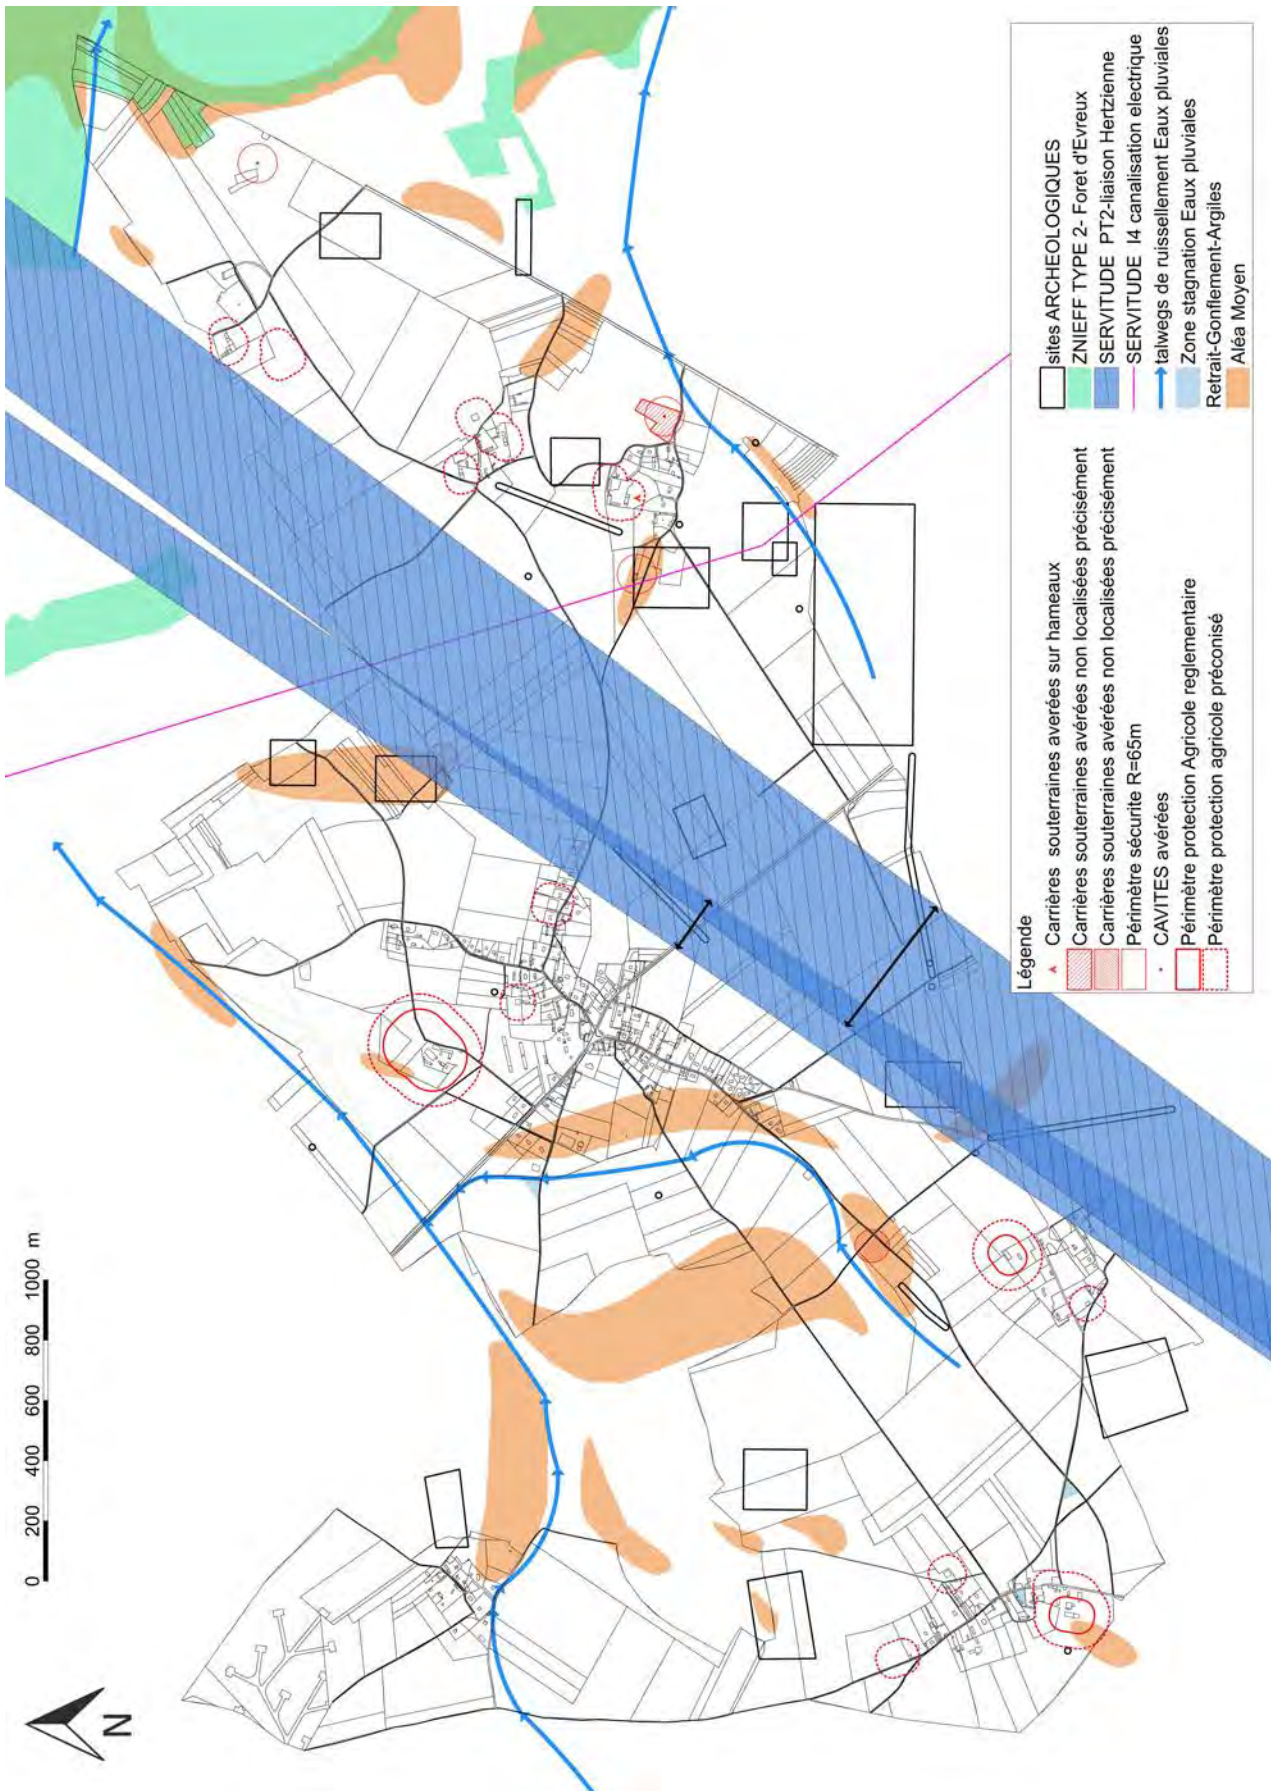 N
0 200 400 600 800 1000 m
Légende
Carrières souterraines averées sur hameaux
Carrières souterraines avérées non localisées précisément
Carrières souterraines avérées non localisées précisément
Périmètre sécurite R=65m
CAVITES avérées
Périmètre protection Agricole reglementaire
Périmètre protection agricole préconisé
sites ARCHEOLOGIQUES
ZNIEFF TYPE 2- Foret d'Evreux
SERVITUDE PT2-liaison Hertzienne
SERVITUDE I4 canalisation electrique
talwegs de ruissellement Eaux pluviales
Zone stagnation Eaux pluviales
Retrait-Gonflement-Argiles
Aléa Moyen